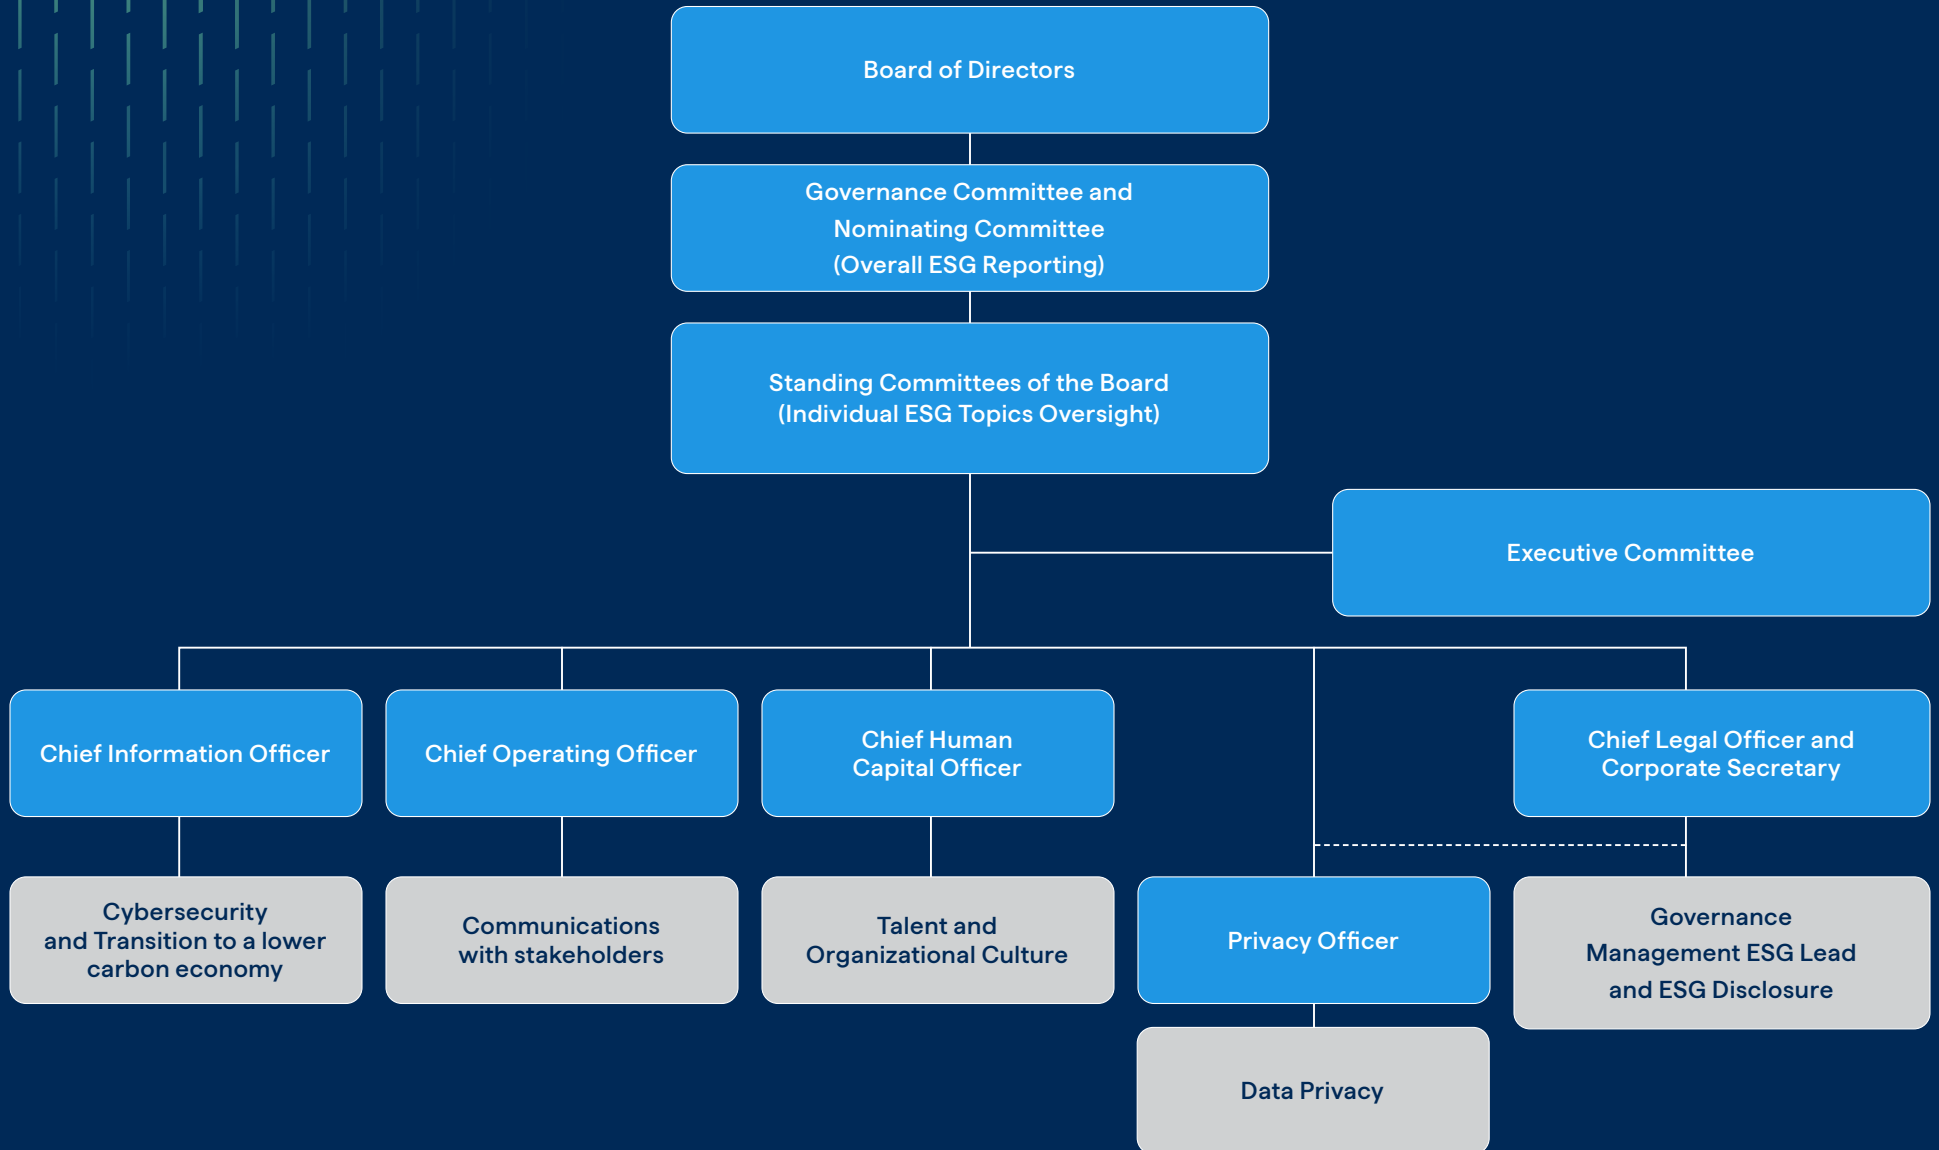 Board of Directors
Governance Committee and
Nominating Committee
(Overall ESG Reporting)
Standing Committees of the Board
(Individual ESG Topics Oversight)
Executive Committee
Chief Information Officer
Chief Operating Officer
Chief Human
Capital Officer
Chief Legal Officer and
Corporate Secretary
Cybersecurity
and Transition to a lower
carbon economy
Communications
with stakeholders
Talent and
Organizational Culture
Privacy Officer
Governance
Management ESG Lead
and ESG Disclosure
Data Privacy